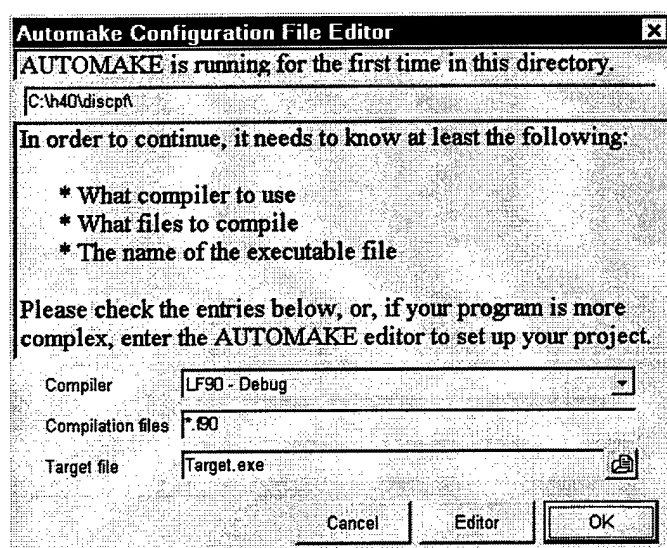 Automake Configuration File Editor
AUTOMAKE is running for the first time in this directory.
C:\h40\discpf\
In order to continue, it needs to know at least the following:
* What compiler to use
* What files to compile
* The name of the executable file
Please check the entries below, or, if your program is more
complex, enter the AUTOMAKE editor to set up your project.
Compiler LF90 - Debug
Compilation files *.f90
Target file Target.exe
Cancel Editor OK